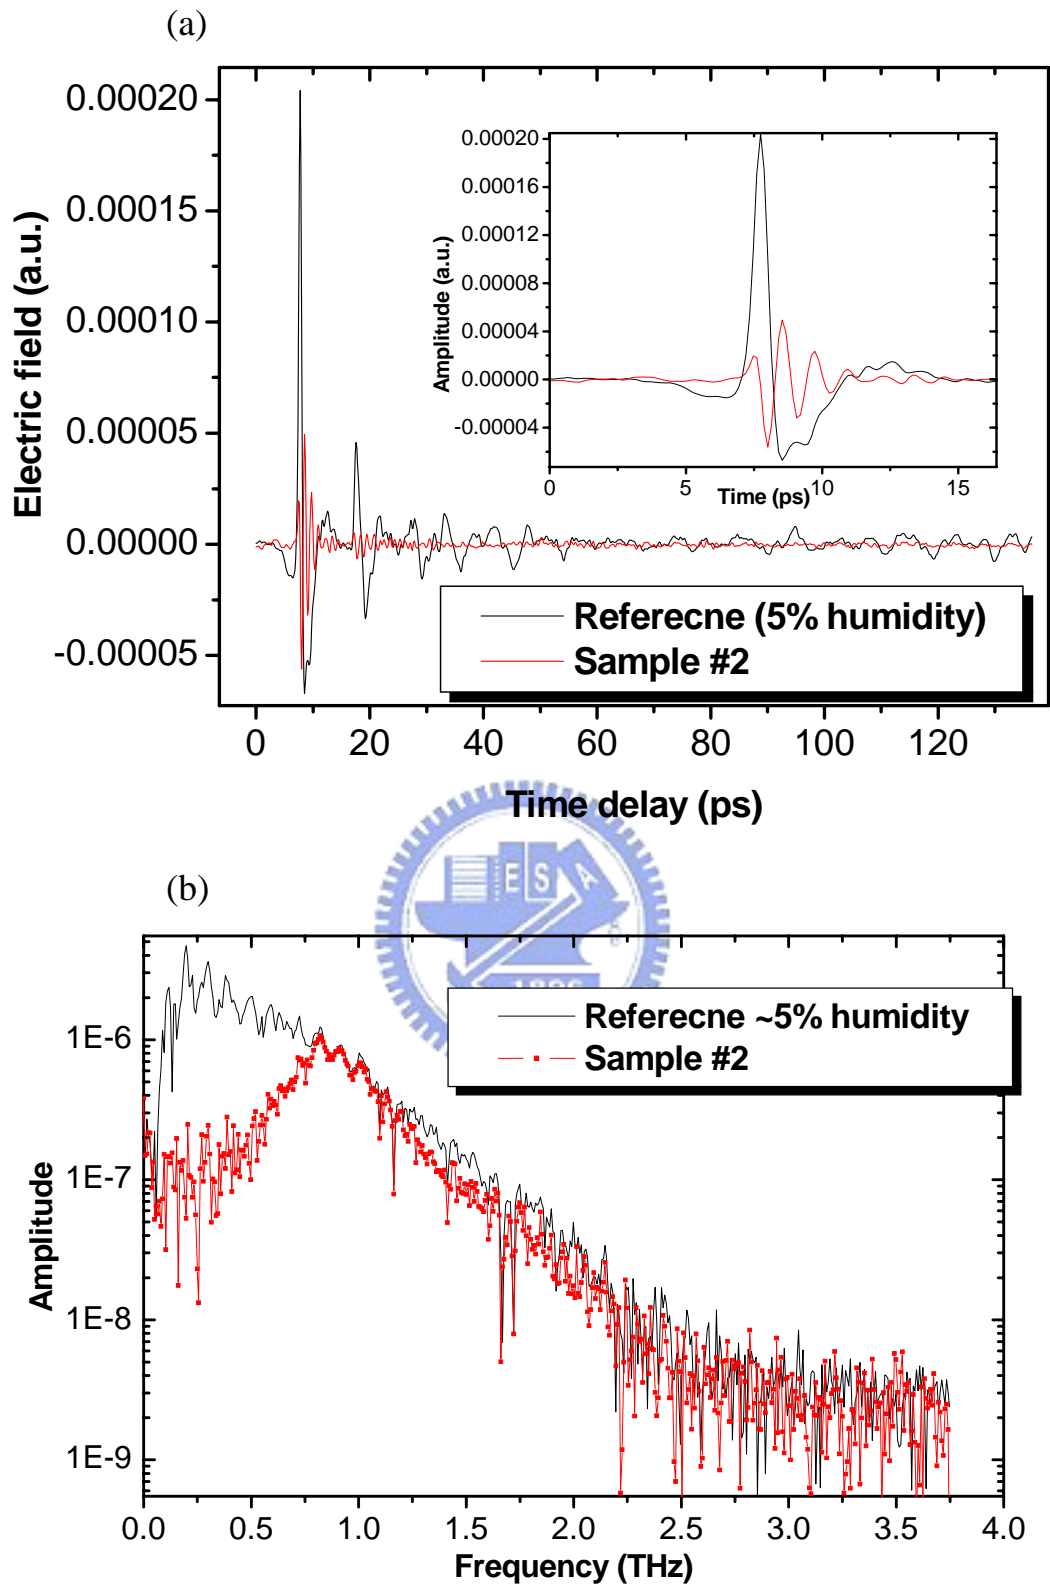 (a)
0.00020
0.00015
0.00010
0.00005
0.00000
-0.00005
Electric field (a.u.)
0.00020
0.00016
0.00012
0.00008
0.00004
0.00000
-0.00004
Amplitude (a.u.)
0 5 10 15
Time (ps)
Referecne (5% humidity)
Sample #2
0 20 40 60 80 100 120
Time delay (ps)
E S A
1896
(b)
Referecne ~5% humidity
Sample #2
1E-6
1E-7
1E-8
1E-9
Amplitude
0.0 0.5 1.0 1.5 2.0 2.5 3.0 3.5 4.0
Frequency (THz)